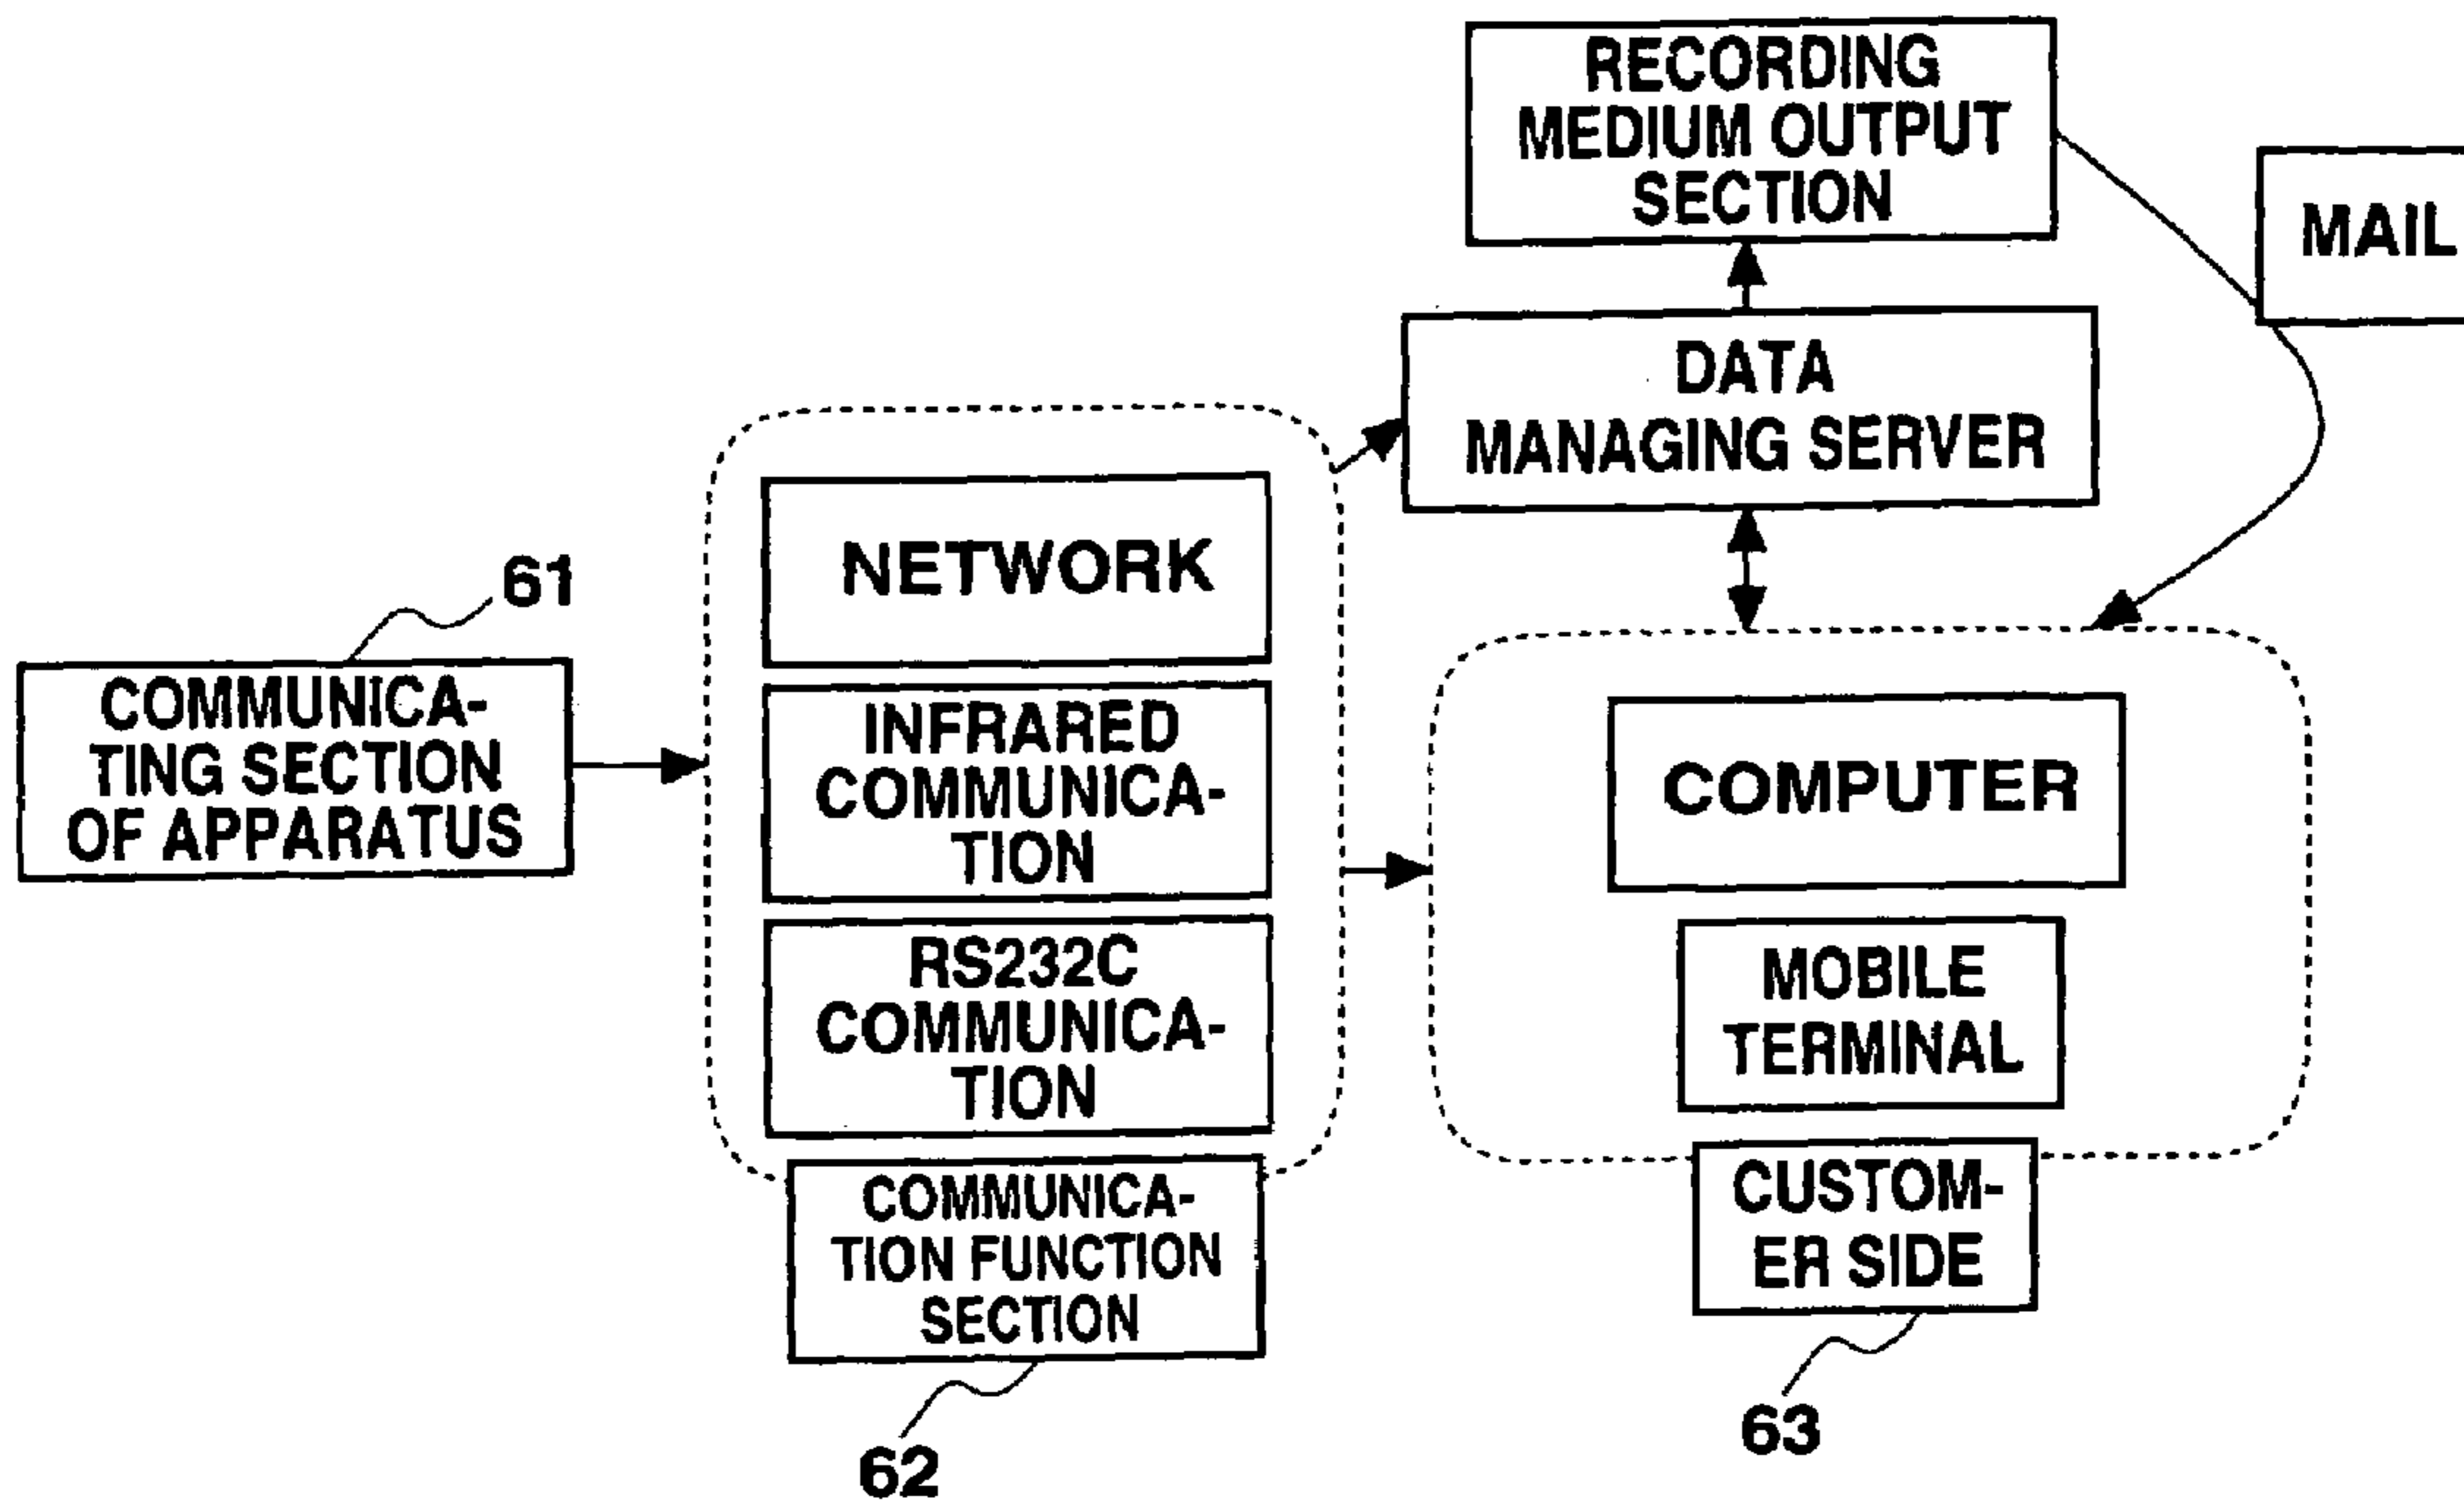 RECORDING
MEDIUM OUTPUT
SECTION
MAIL
DATA
MANAGING SERVER
NETWORK
61
COMMUNICA-
TING SECTION
OF APPARATUS
INFRARED
COMMUNICA-
TION
COMPUTER
RS232C
COMMUNICA-
TION
MOBILE
TERMINAL
COMMUNICA-
TION FUNCTION
SECTION
CUSTOM-
ER SIDE
62
63